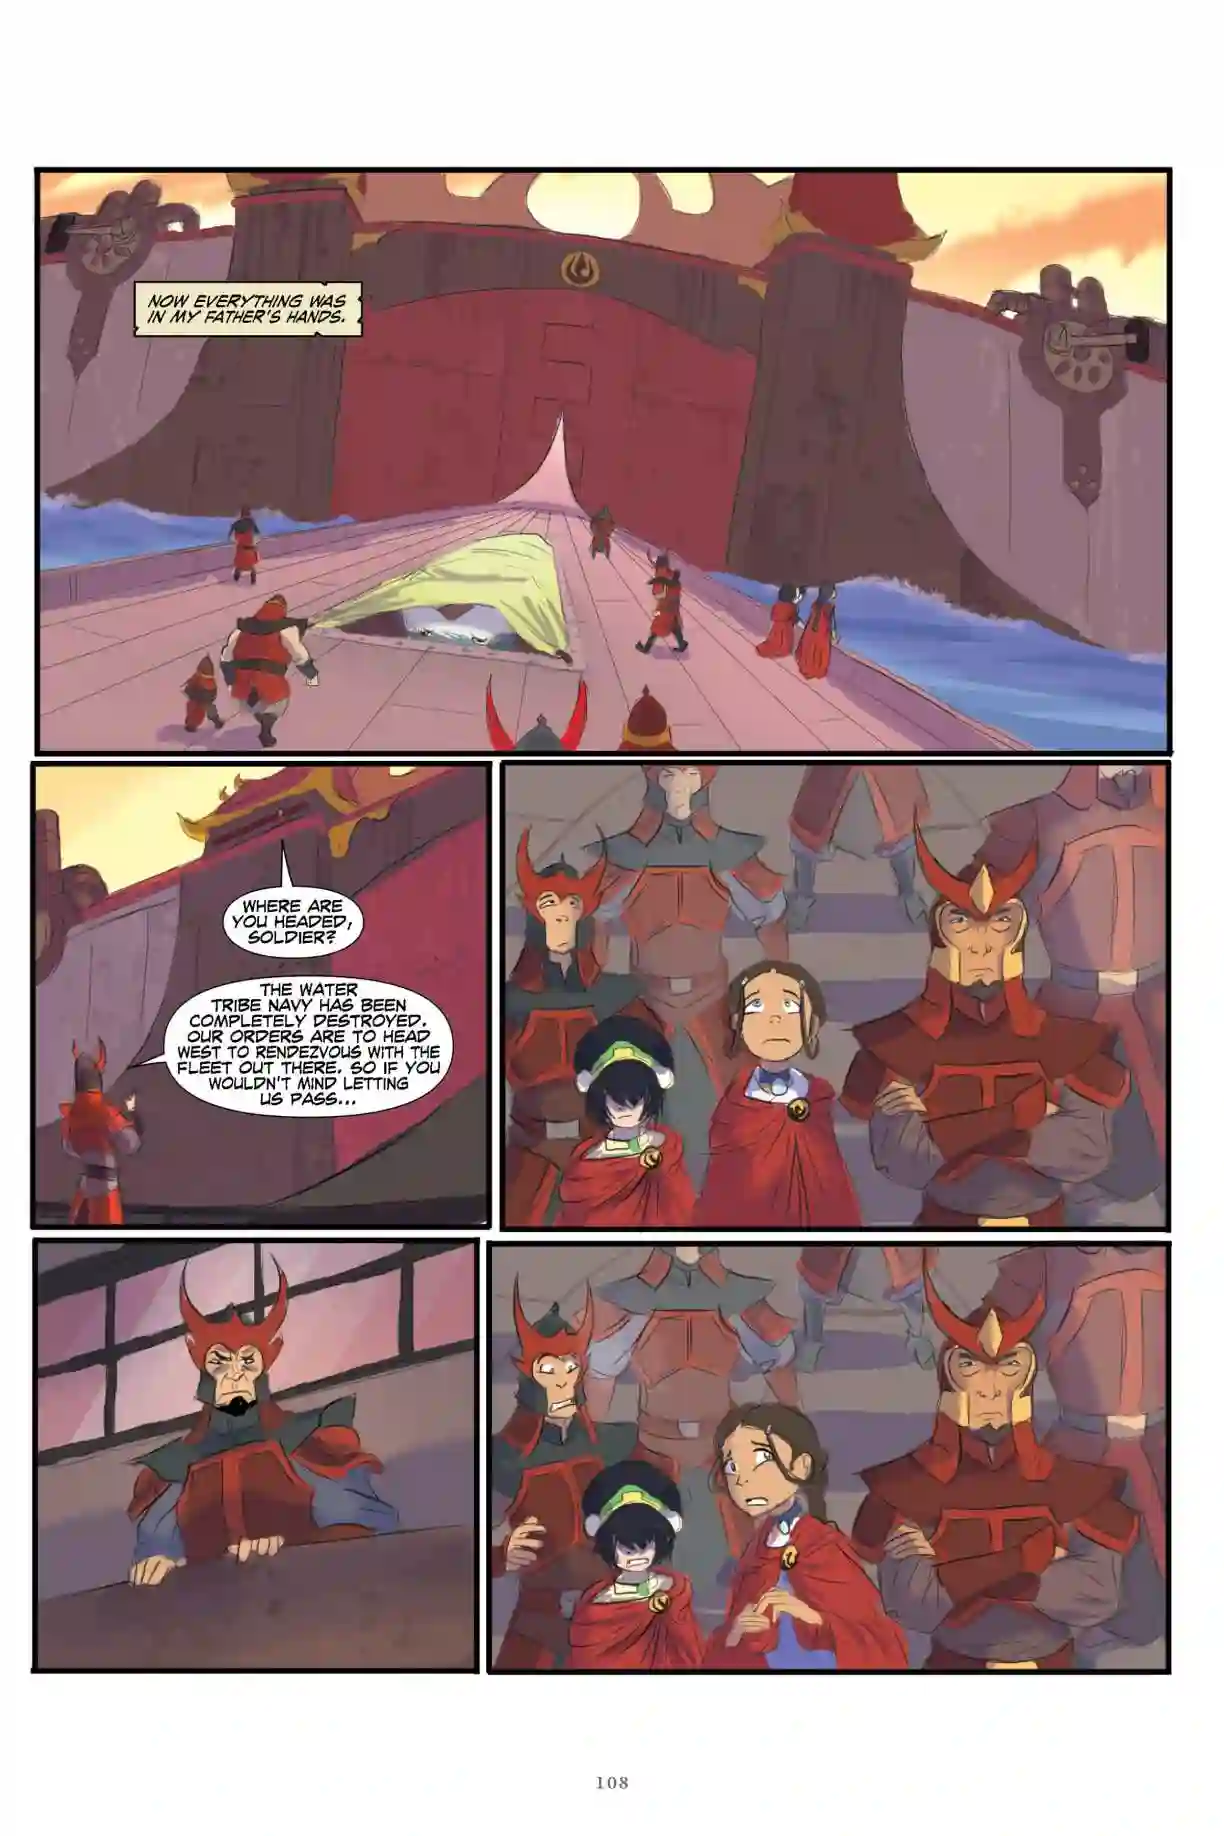 NOW EVERYTHING WAS
IN MY FATHER'S HANDS.
WHERE ARE
YOU HEADED,
SOLDIER?
THE WATER
TRIBE NAVY HAS BEEN
COMPLETELY DESTROYED.
OUR ORDERS ARE TO HEAD
WEST TO RENDEZVOUS WITH THE
FLEET OUT THERE. SO IF YOU
WOULDN'T MIND LETTING
US PASS...
108